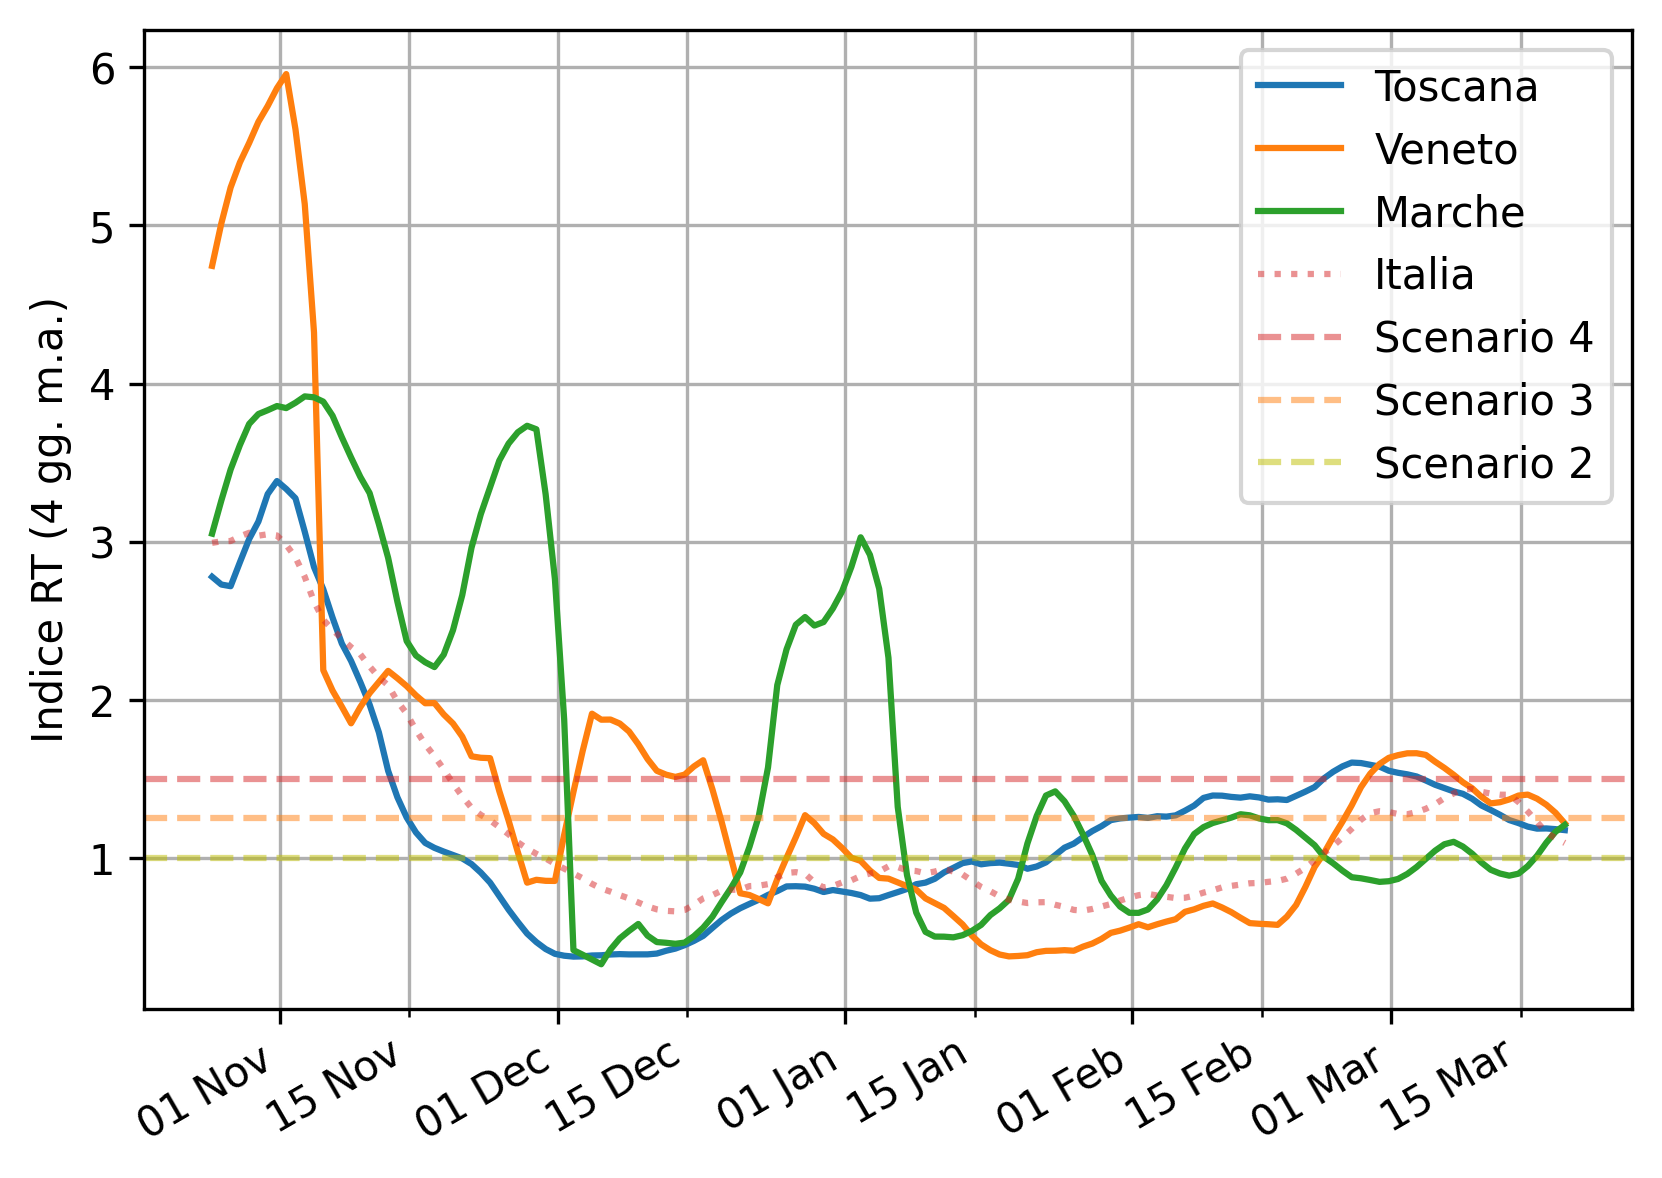 Indice RT (4 gg. m.a.)
6
5
4
3
2
1
Toscana
Veneto
Marche
Italia
Scenario 4
Scenario 3
Scenario 2
01 Nov
15 Nov
01 Dec
15 Dec
01 Jan
15 Jan
01 Feb
15 Feb
01 Mar
15 Mar